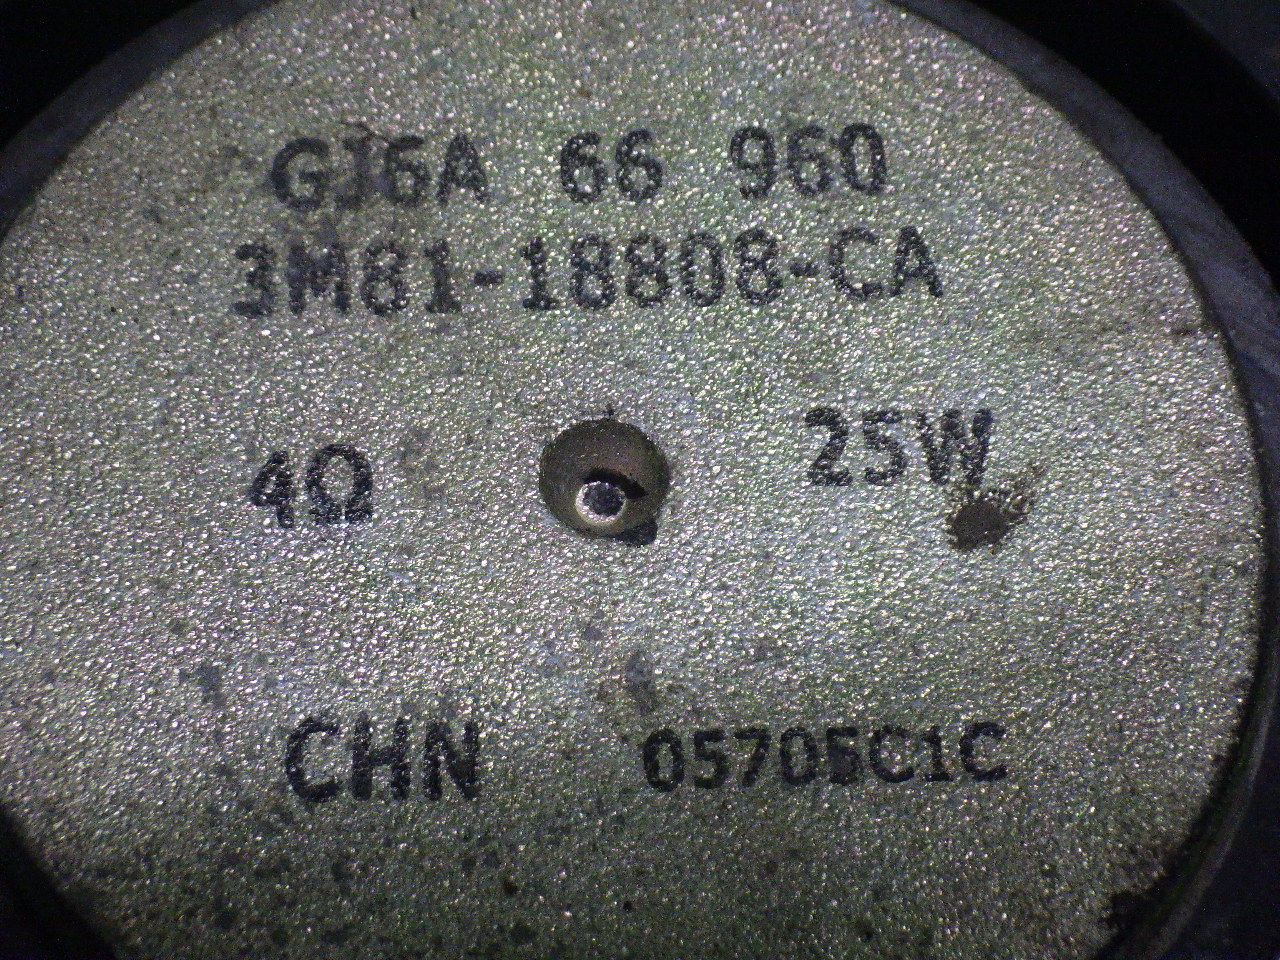 GJ6A 66 960
3M81-18808-CA
4Ω 25W
CHN 05705C1C